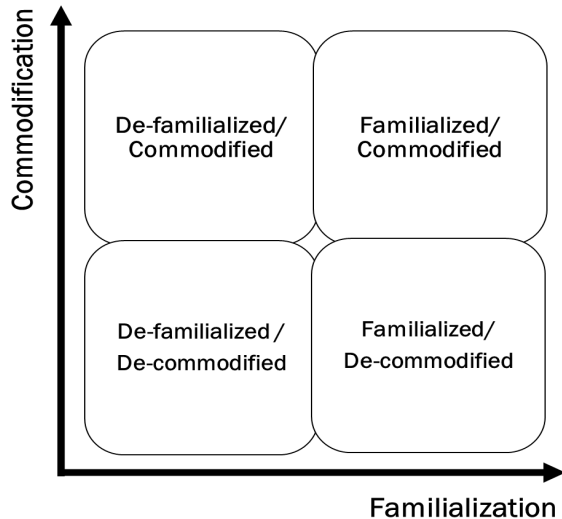 Commodification
De-familialized/
Commodified
Familialized/
Commodified
De-familialized /
De-commodified
Familialized/
De-commodified
Familialization